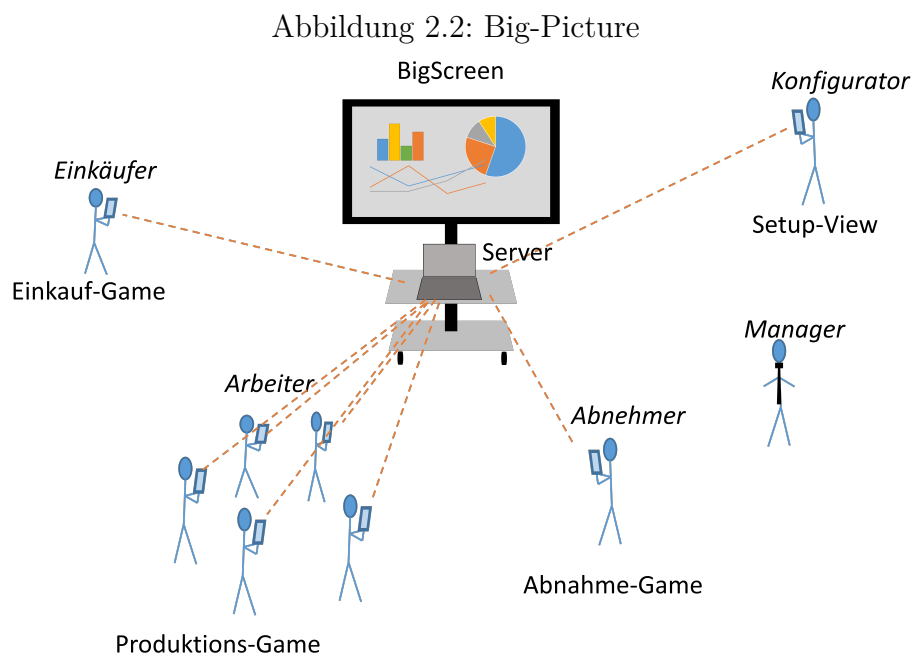 Abbildung 2.2: Big-Picture
BigScreen
Konfigurator
Einkäufer
Setup-View
Server
Einkauf-Game
Manager
Arbeiter
Abnehmer
Abnahme-Game
Produktions-Game